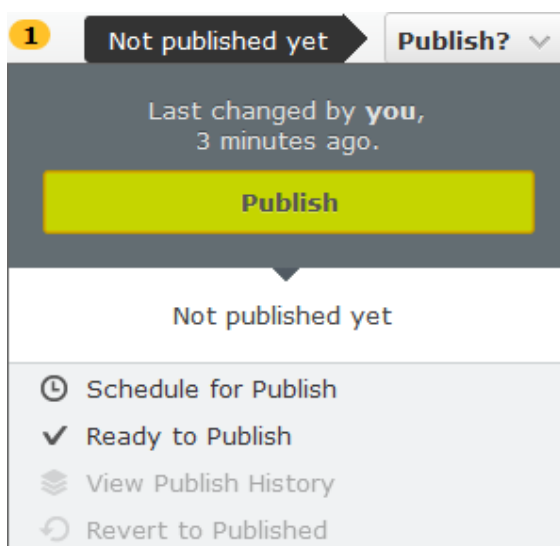 1
Not published yet
Publish?
Last changed by you,
3 minutes ago.
Publish
Not published yet
Schedule for Publish
Ready to Publish
View Publish History
Revert to Published